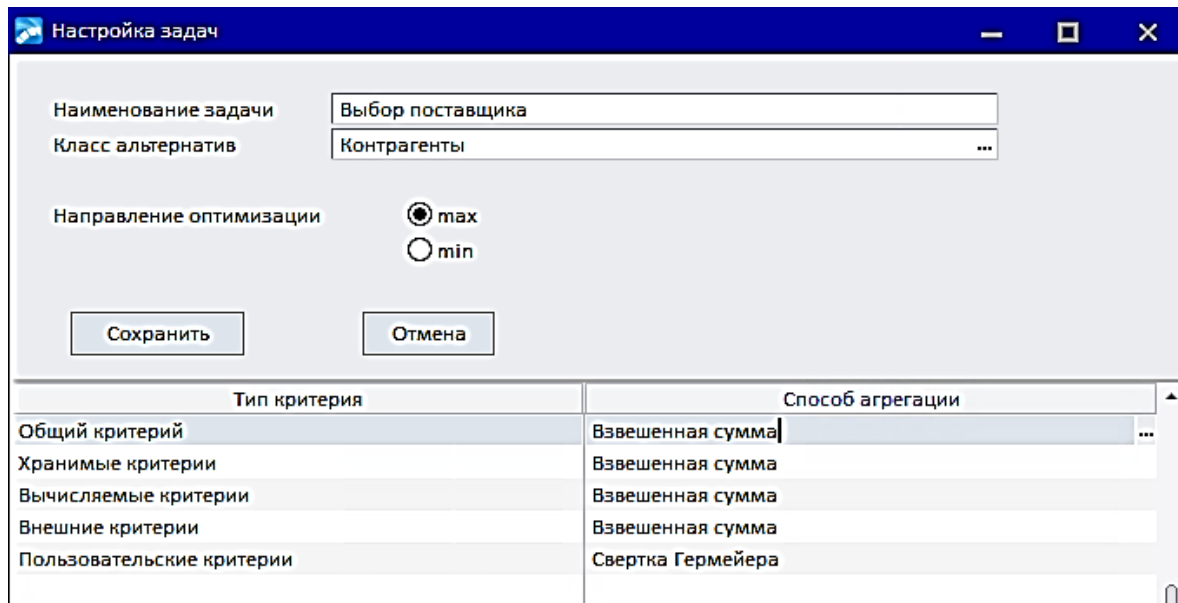 Настройка задач
Наименование задачи Выбор поставщика
Класс альтернатив Контрагенты ...
Направление оптимизации max
min
Сохранить Отмена
Тип критерия Способ агрегации
Общий критерий Взвешенная сумма ...
Хранимые критерии Взвешенная сумма
Вычисляемые критерии Взвешенная сумма
Внешние критерии Взвешенная сумма
Пользовательские критерии Свертка Гермейера